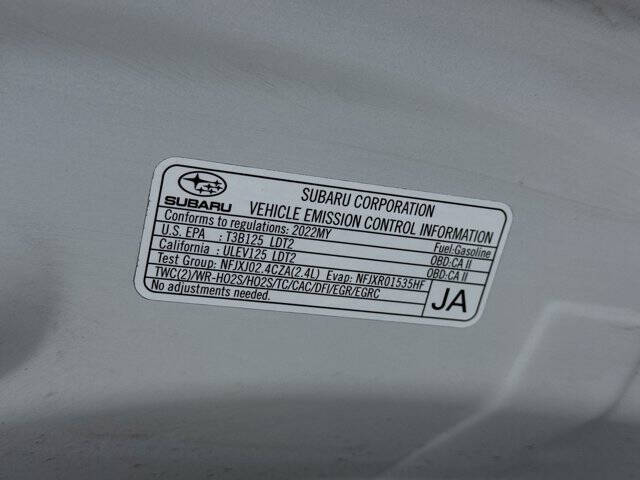 SUBARU
SUBARU CORPORATION
VEHICLE EMISSION CONTROL INFORMATION
Conforms to regulations: 2022MY Fuel:Gasoline
U.S. EPA : T3B125 LDT2 OBD:CA II
California : ULEV125 LDT2 OBD:CA II
Test Group: NFJXJ02.4CZA(2.4L) Evap: NFJXR01535HF
TWC(2)/WR-HO2S/HO2S/TC/CAC/DFI/EGR/EGRC
No adjustments needed.
JA